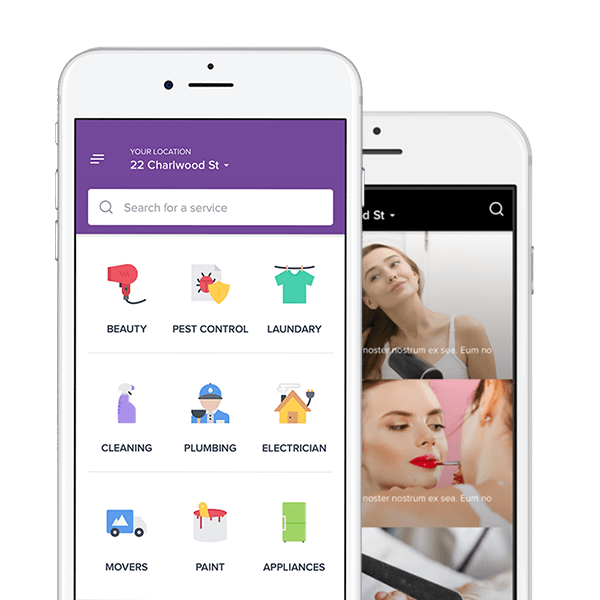 YOUR LOCATION
22 Charlwood St
Search for a service
BEAUTY
PEST CONTROL
LAUNDARY
CLEANING
PLUMBING
ELECTRICIAN
MOVERS
PAINT
APPLIANCES
d St
noster nostrum ex sea. Eum no
noster nostrum ex sea. Eum no